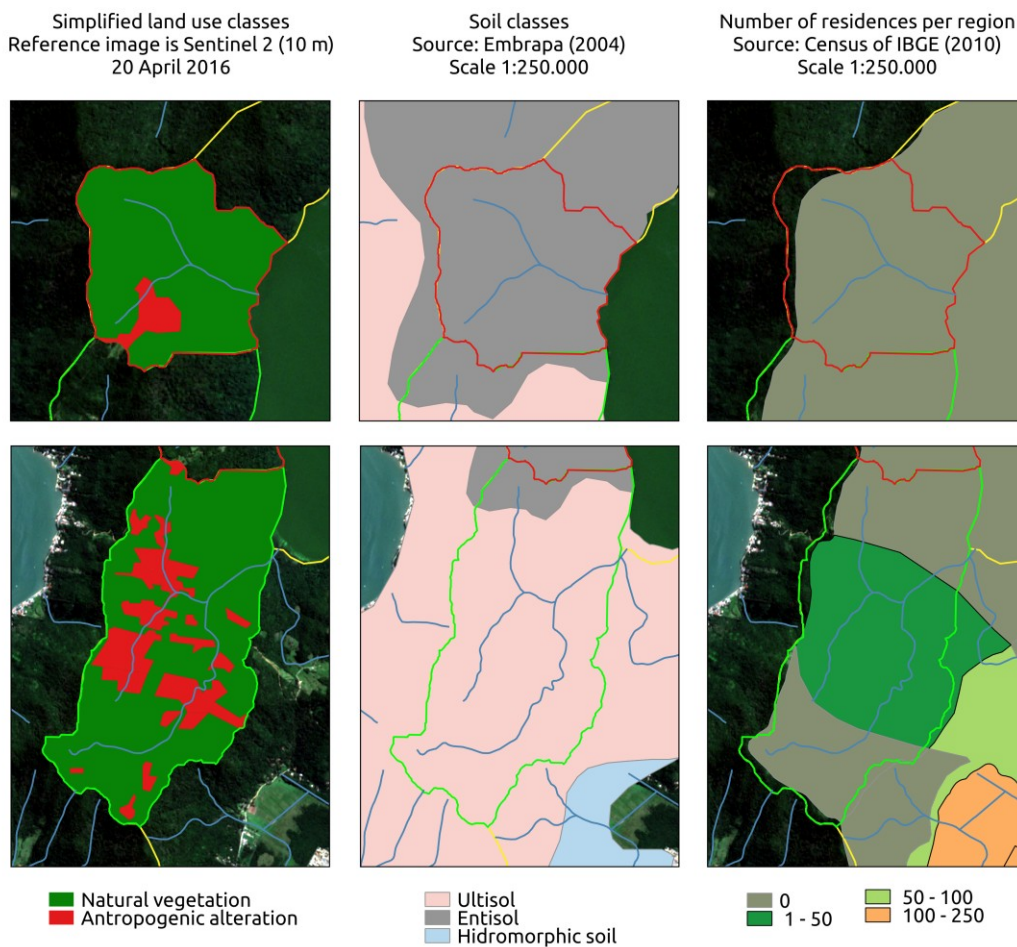 Simplified land use classes
Reference image is Sentinel 2 (10 m)
20 April 2016
Soil classes
Source: Embrapa (2004)
Scale 1:250.000
Number of residences per region
Source: Census of IBGE (2010)
Scale 1:250.000
Natural vegetation
Antropogenic alteration
Ultisol
Entisol
Hidromorphic soil
0
1 - 50
50 - 100
100 - 250